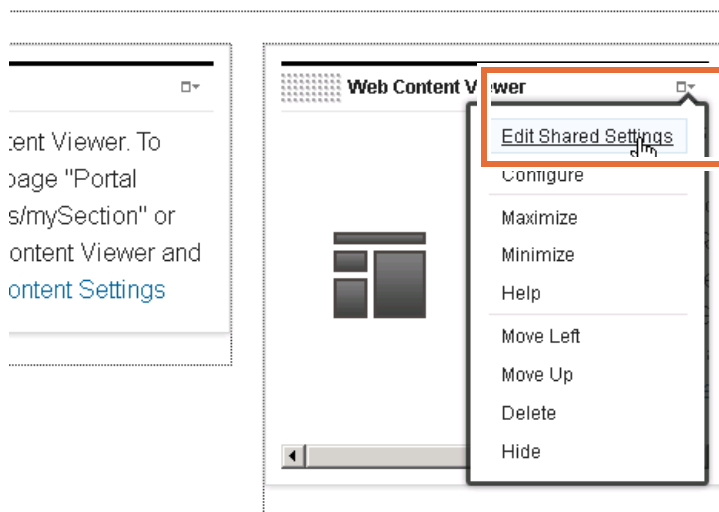 tent Viewer. To
page "Portal
s/mySection" or
ontent Viewer and
ontent Settings
Web Content Viewer
Edit Shared Settings
Configure
Maximize
Minimize
Help
Move Left
Move Up
Delete
Hide